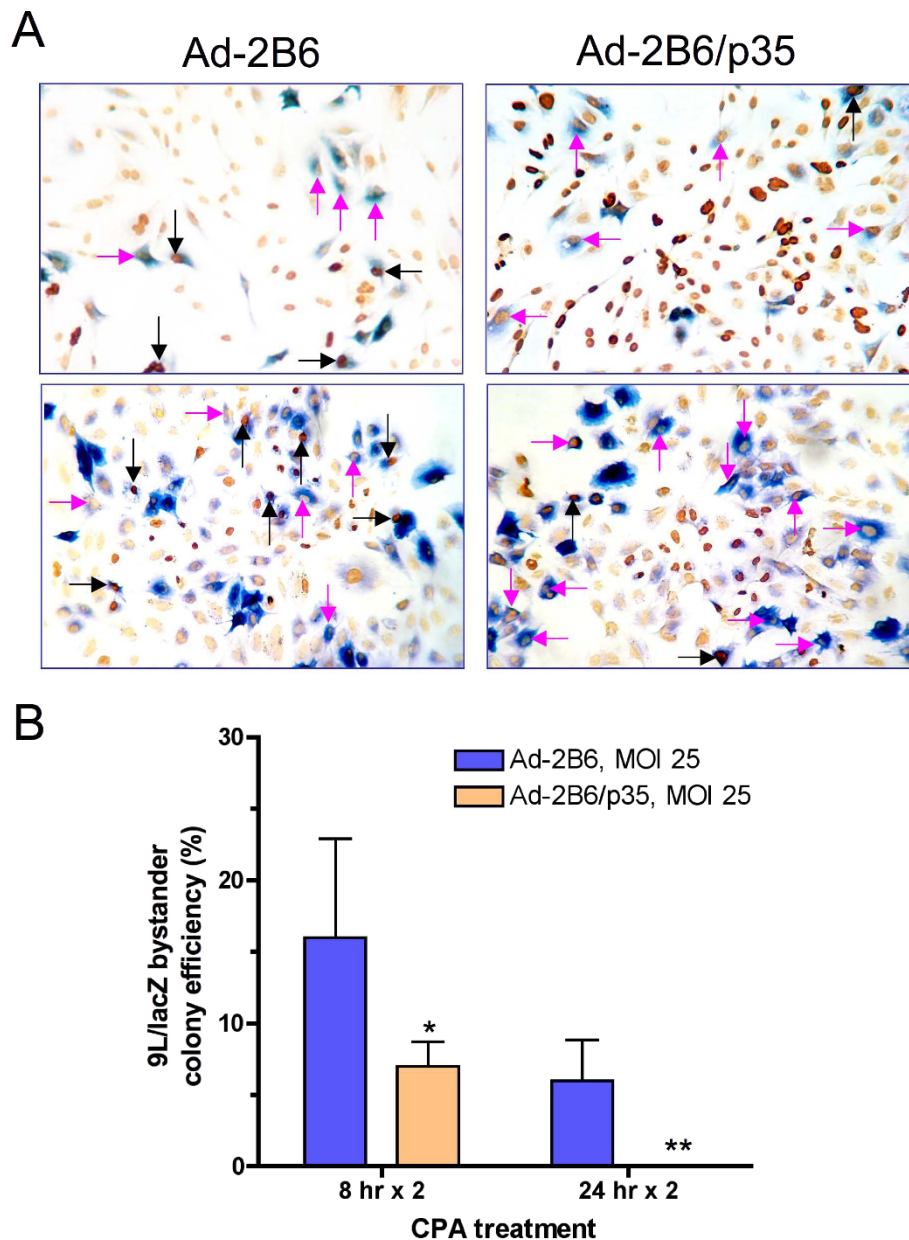 A
Ad-2B6
Ad-2B6/p35
B
30
20
10
0
9L/lacZ bystander
colony efficiency (%)
Ad-2B6, MOI 25
Ad-2B6/p35, MOI 25
*
**
8 hr x 2
24 hr x 2
CPA treatment